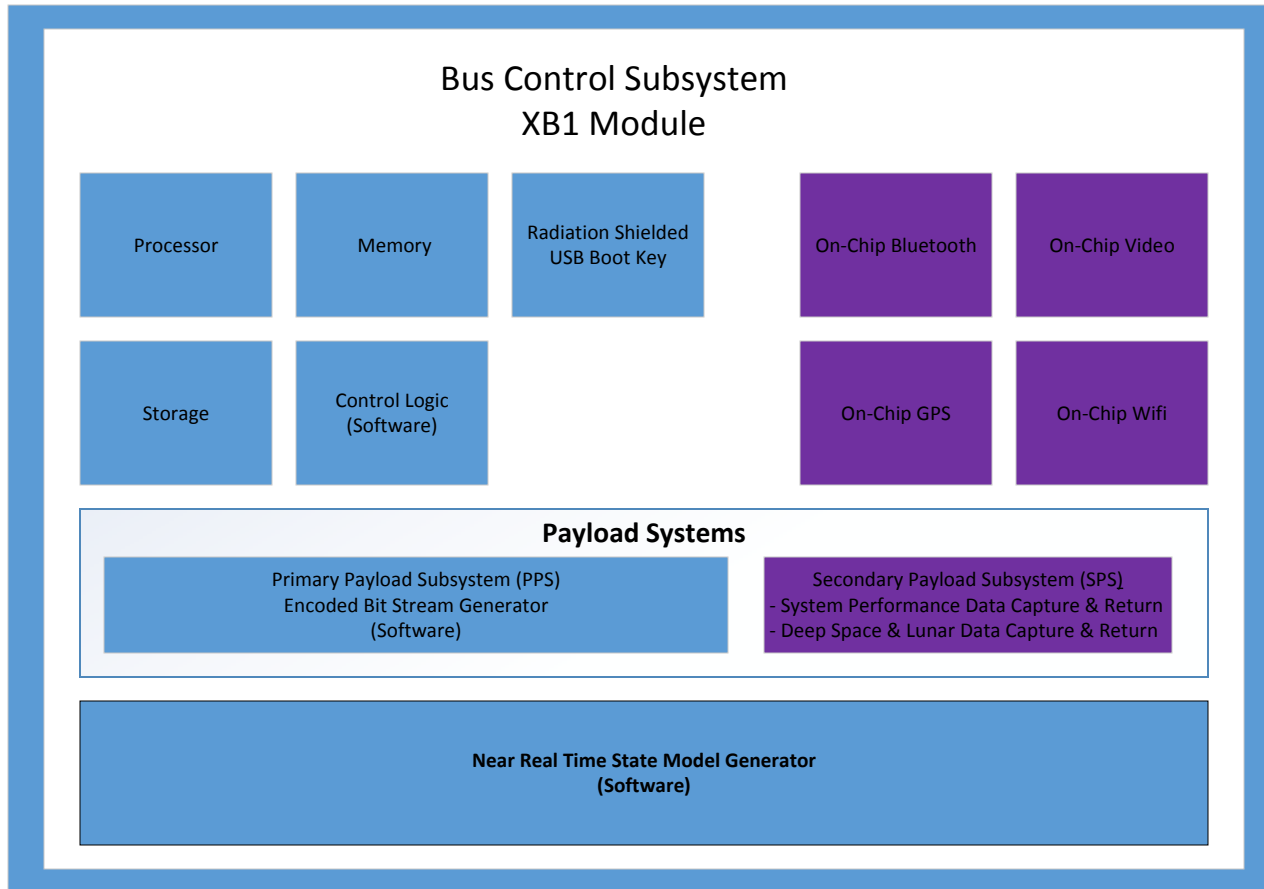 Bus Control Subsystem
XB1 Module
Processor
Memory
Radiation Shielded
USB Boot Key
On-Chip Bluetooth
On-Chip Video
Storage
Control Logic
(Software)
On-Chip GPS
On-Chip Wifi
Payload Systems
Primary Payload Subsystem (PPS)
Encoded Bit Stream Generator
(Software)
Secondary Payload Subsystem (SPS)
- System Performance Data Capture & Return
- Deep Space & Lunar Data Capture & Return
Near Real Time State Model Generator
(Software)